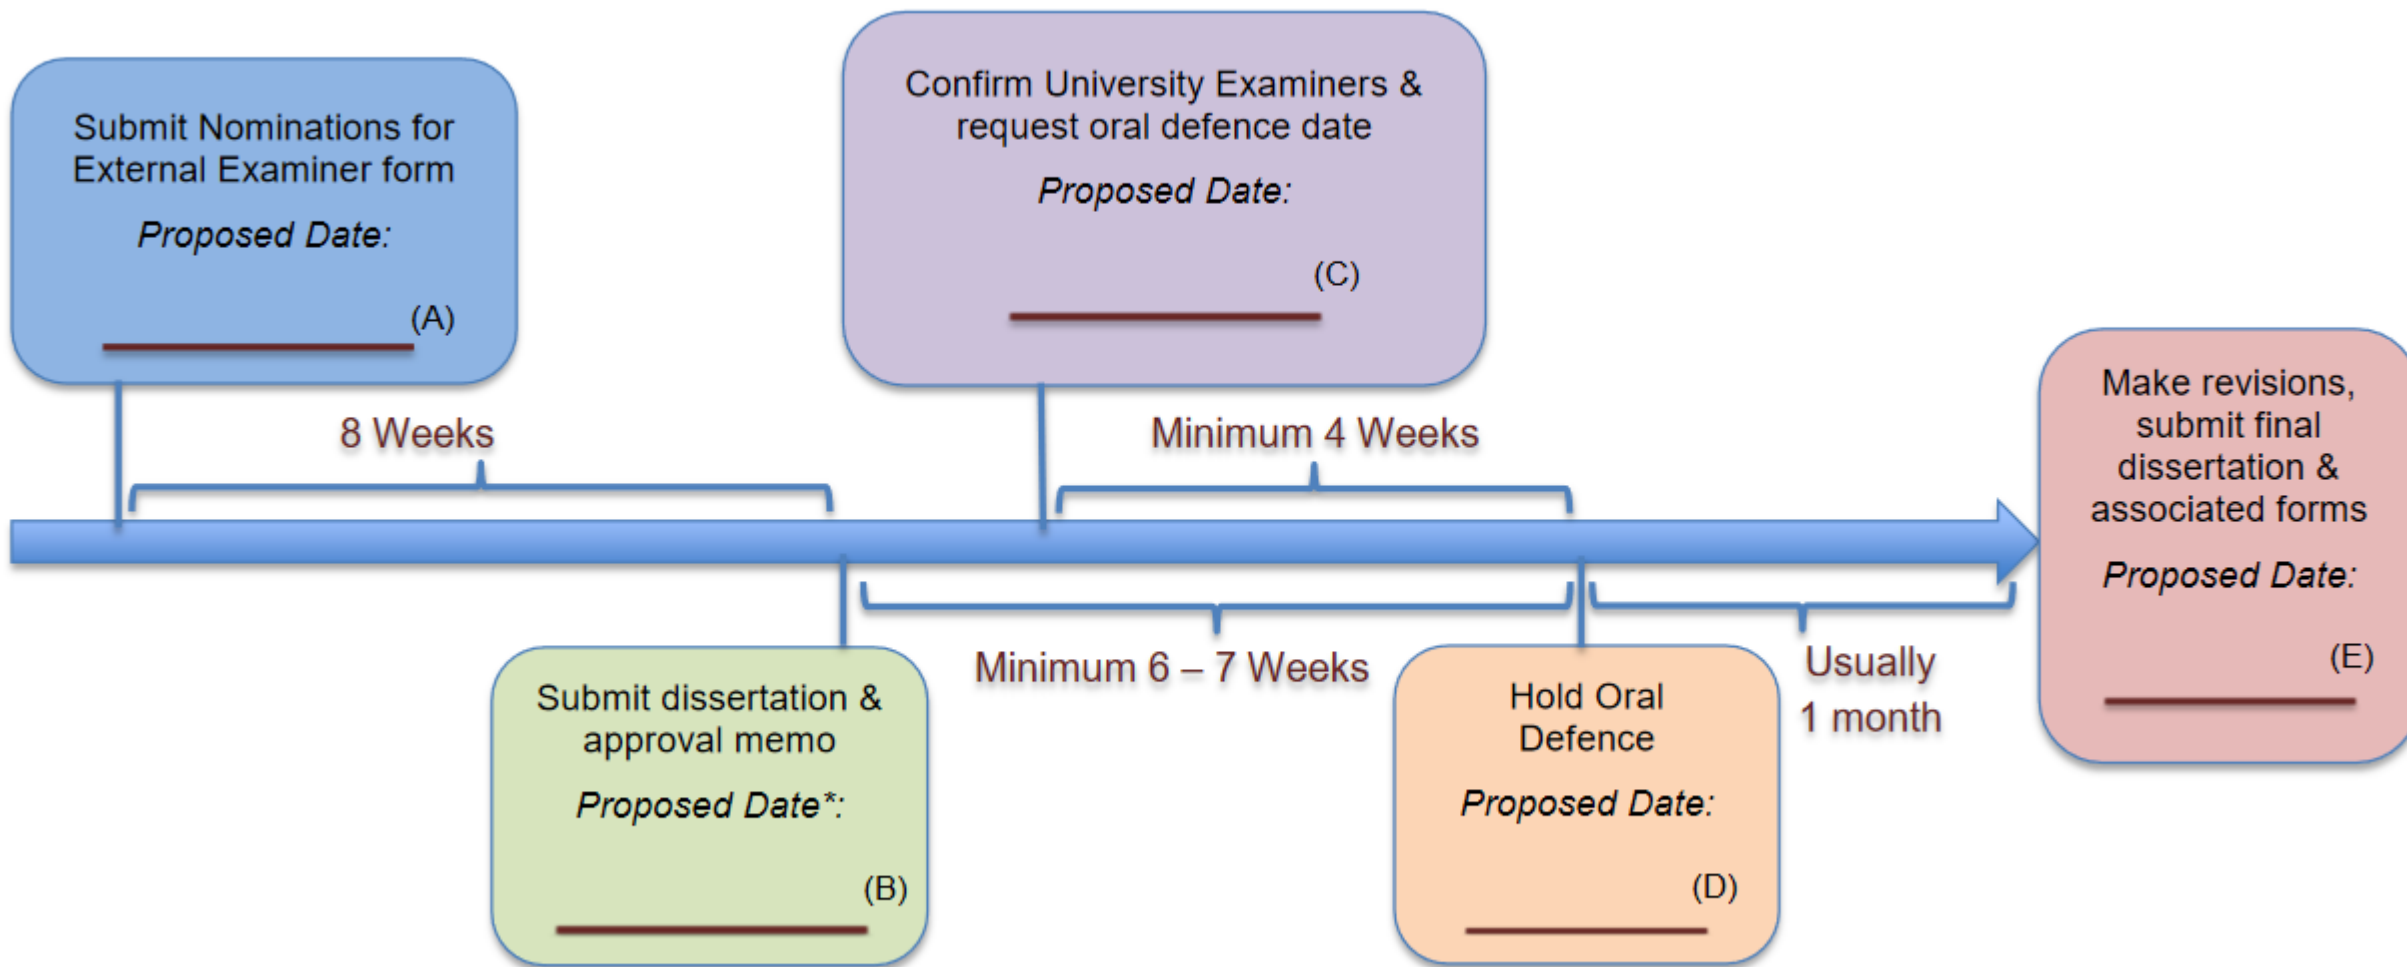 Submit Nominations for
External Examiner form
Proposed Date:
(A)
8 Weeks
Submit dissertation &
approval memo
Proposed Date*:
(B)
Confirm University Examiners &
request oral defence date
Proposed Date:
(C)
Minimum 4 Weeks
Minimum 6 – 7 Weeks
Hold Oral
Defence
Proposed Date:
(D)
Usually
1 month
Make revisions,
submit final
dissertation &
associated forms
Proposed Date:
(E)